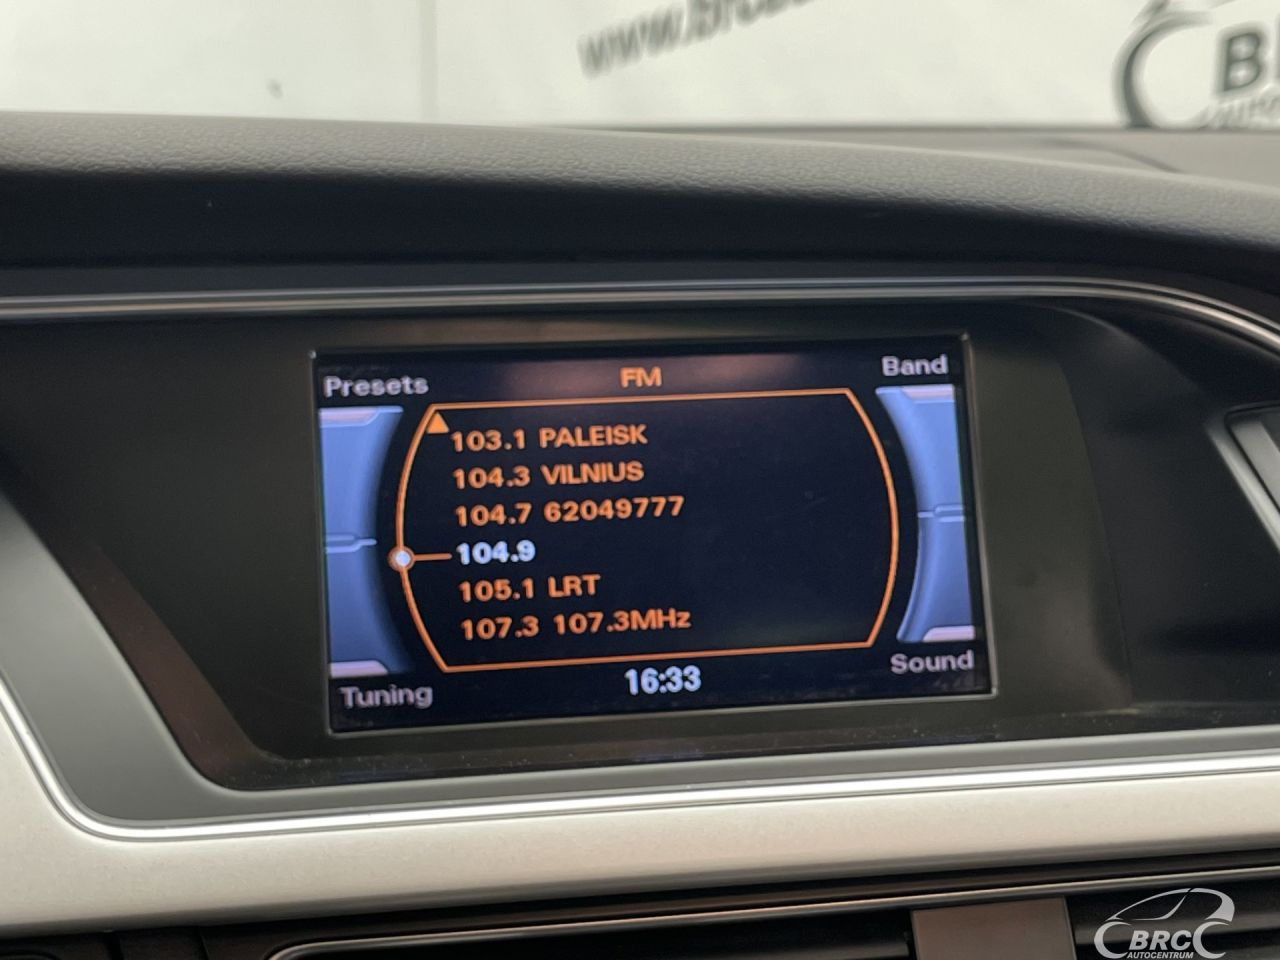 Presets
FM
Band
103.1 PALEISK
104.3 VILNIUS
104.7 62049777
104.9
105.1 LRT
107.3 107.3MHz
Tuning
16:33
Sound
BRC
AUTOCENTRUM